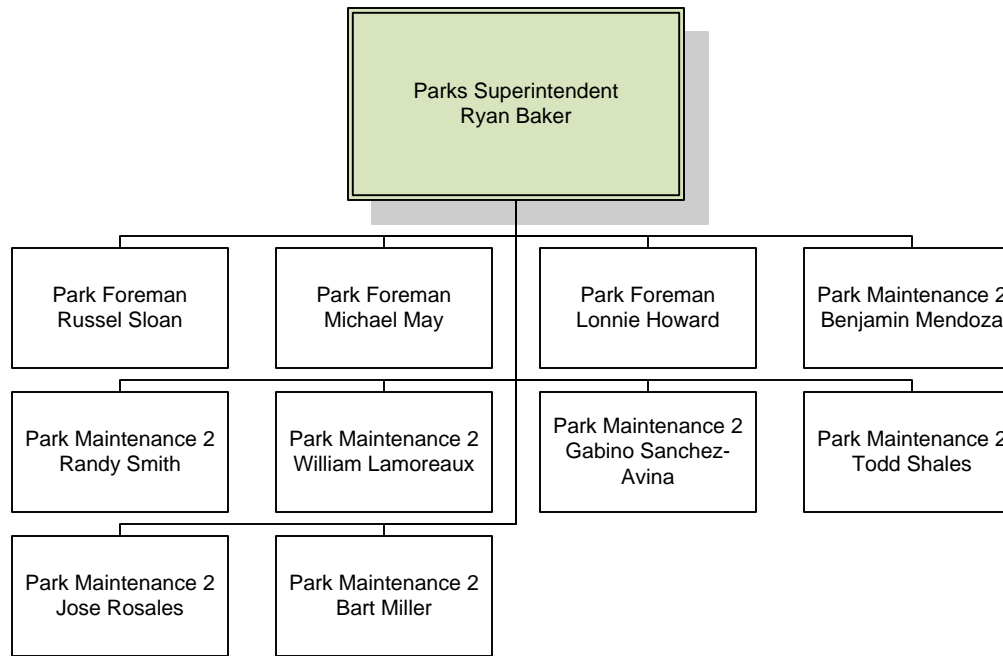 Parks Superintendent
Ryan Baker
Park Foreman
Russel Sloan
Park Foreman
Michael May
Park Foreman
Lonnie Howard
Park Maintenance 2
Benjamin Mendoza
Park Maintenance 2
Randy Smith
Park Maintenance 2
William Lamoreaux
Park Maintenance 2
Gabino Sanchez-
Avina
Park Maintenance 2
Todd Shales
Park Maintenance 2
Jose Rosales
Park Maintenance 2
Bart Miller